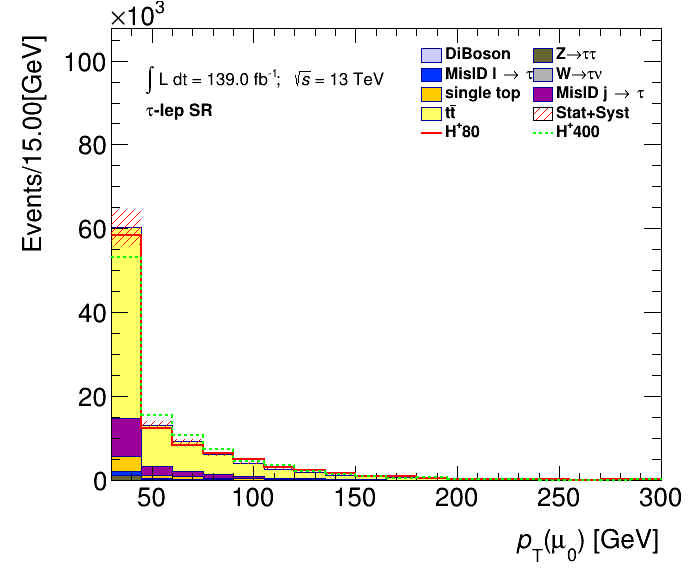 ×10³
Events/15.00[GeV]
∫ L dt = 139.0 fb⁻¹; √s = 13 TeV
τ-lep SR
DiBoson
Z→ττ
MisID l → τ
W→τν
single top
MisID j → τ
tt̄
Stat+Syst
H⁺80
H⁺400
100
80
60
40
20
0
50 100 150 200 250 300
p_T(μ₀) [GeV]